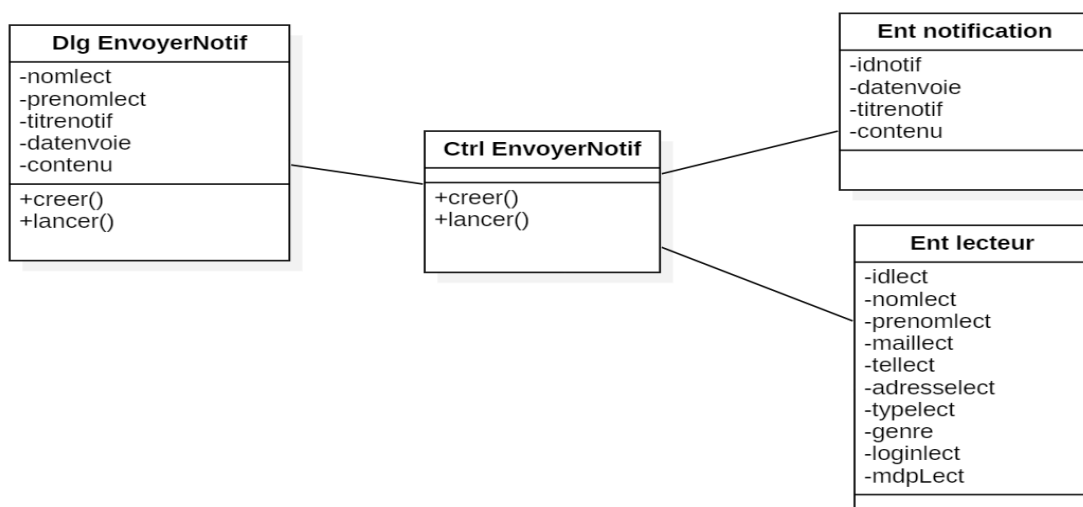 Dlg EnvoyerNotif
-nomlect
-prenomlect
-titrenotif
-datenvoie
-contenu
+creer()
+lancer()
Ctrl EnvoyerNotif
+creer()
+lancer()
Ent notification
-idnotif
-datenvoie
-titrenotif
-contenu
Ent lecteur
-idlect
-nomlect
-prenomlect
-maillect
-tellect
-adresselect
-typelect
-genre
-loginlect
-mdpLect